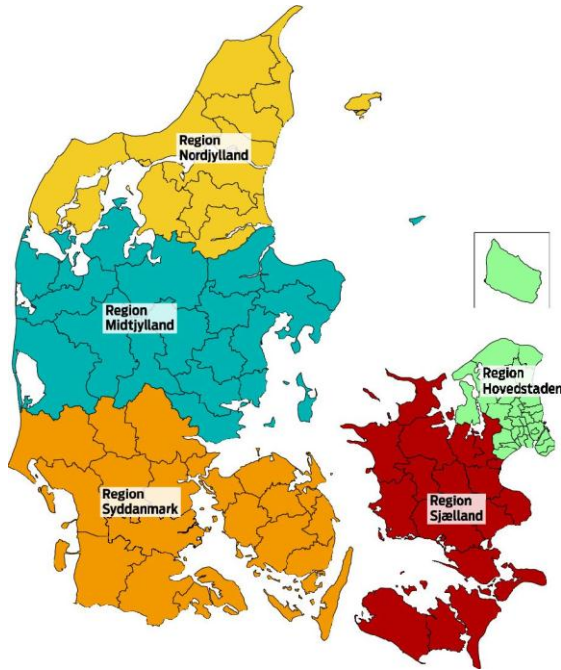 Region
Nordjylland
Region
Midtjylland
Region
Hovedstaden
Region
Syddanmark
Region
Sjælland